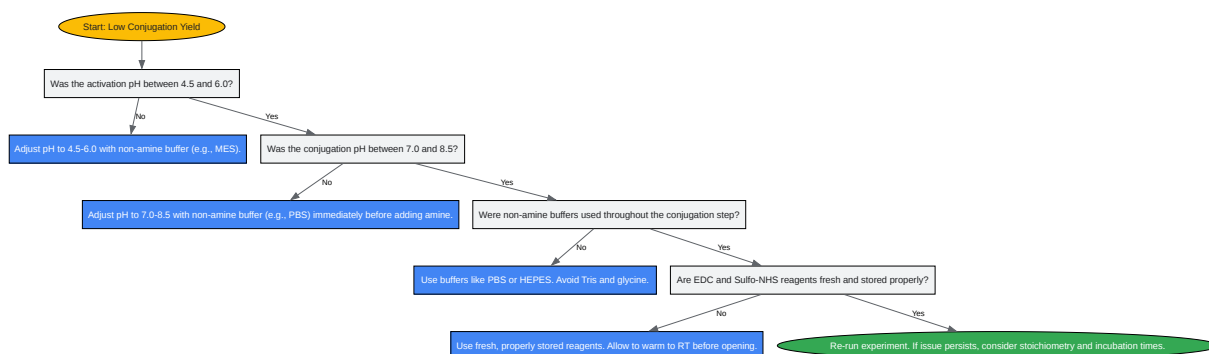 Start: Low Conjugation Yield
Was the activation pH between 4.5 and 6.0?
No
Yes
Adjust pH to 4.5-6.0 with non-amine buffer (e.g., MES).
Was the conjugation pH between 7.0 and 8.5?
No
Yes
Adjust pH to 7.0-8.5 with non-amine buffer (e.g., PBS) immediately before adding amine.
Were non-amine buffers used throughout the conjugation step?
No
Yes
Use buffers like PBS or HEPES. Avoid Tris and glycine.
Are EDC and Sulfo-NHS reagents fresh and stored properly?
No
Yes
Use fresh, properly stored reagents. Allow to warm to RT before opening.
Re-run experiment. If issue persists, consider stoichiometry and incubation times.